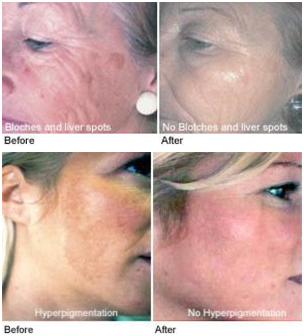 Bloches and liver spots
No Blotches and liver spots
Before
After
Hyperpigmentation
No Hyperpigmentation
Before
After